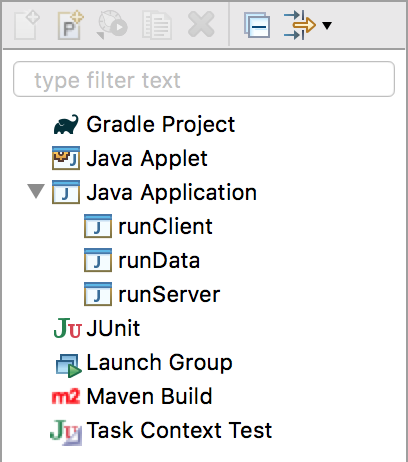 type filter text
Gradle Project
Java Applet
Java Application
runClient
runData
runServer
JUnit
Launch Group
m2 Maven Build
Task Context Test